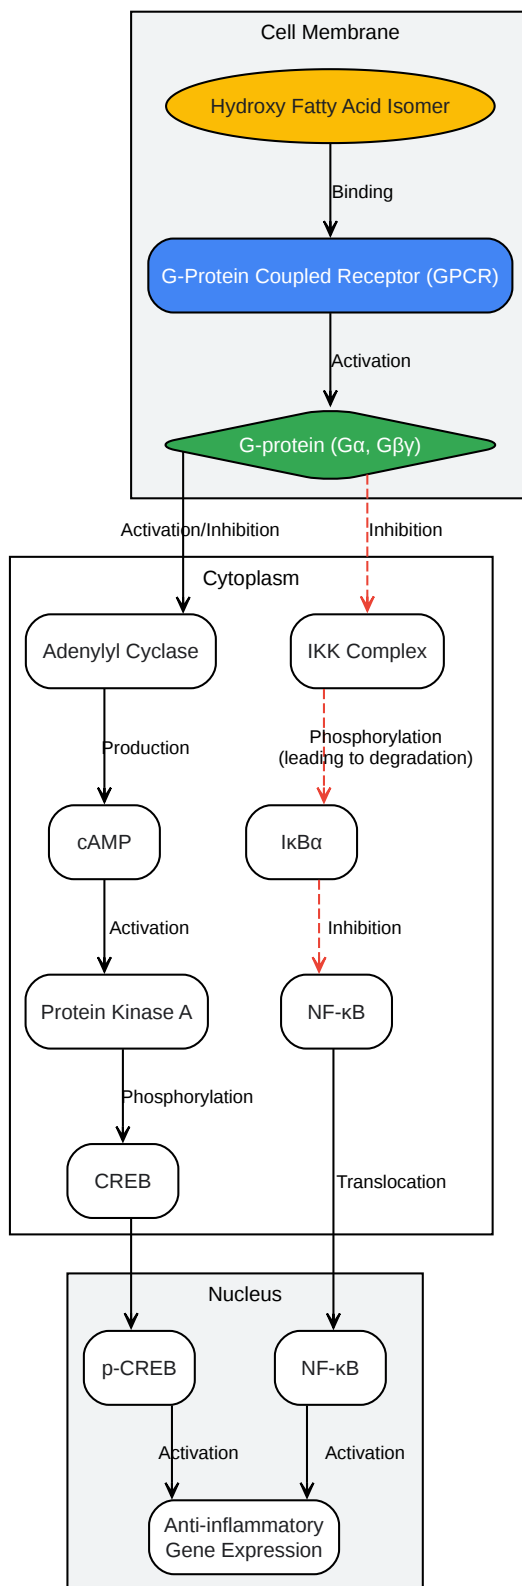 Cell Membrane
Hydroxy Fatty Acid Isomer
Binding
G-Protein Coupled Receptor (GPCR)
Activation
G-protein (Gα, Gβγ)
Activation/Inhibition
Inhibition
Cytoplasm
Adenylyl Cyclase
IKK Complex
Production
Phosphorylation
(leading to degradation)
cAMP
IκBα
Activation
Inhibition
Protein Kinase A
NF-κB
Phosphorylation
CREB
Translocation
Nucleus
p-CREB
NF-κB
Activation
Activation
Anti-inflammatory
Gene Expression